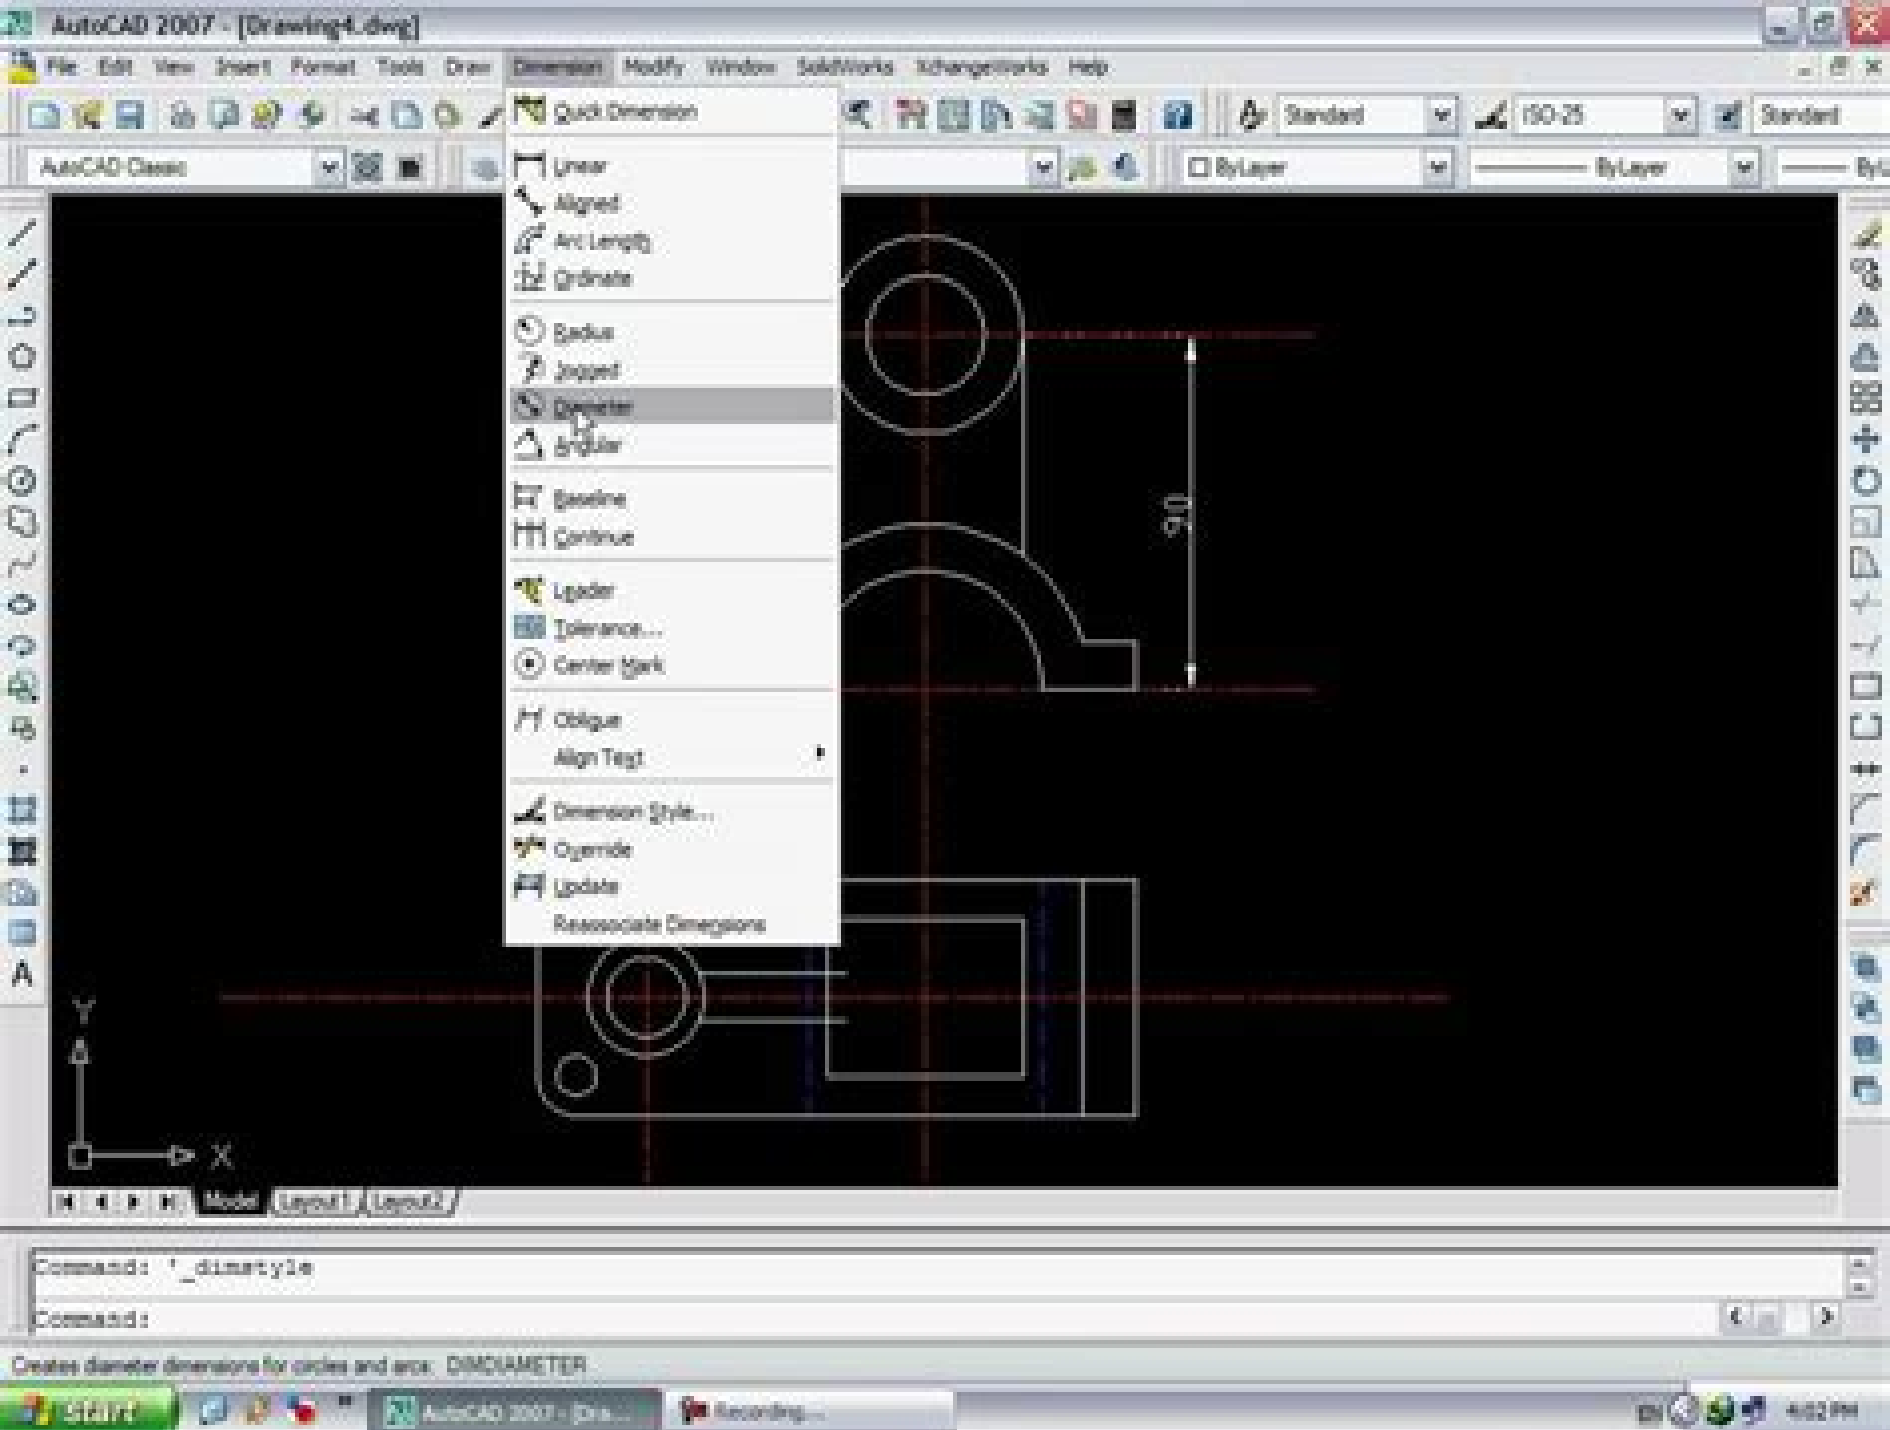 AutoCAD 2007 - [Drawing4.dwg]
File Edit View Insert Format Tools Draw Dimension Modify Window SolidWorks XchangeWorks Help
Standard ISO-25 Standard
AutoCAD Classic ByLayer ByLayer ByL
Quick Dimension
Linear
Aligned
Arc Length
Ordinate
Radius
Jogged
Diameter
Angular
Baseline
Continue
Leader
Tolerance...
Center Mark
Oblique
Align Text
Dimension Style...
Override
Update
Reassociate Dimensions
90
A
Y
X
Model Layout1 Layout2
Command: '_dimstyle
Command:
Creates diameter dimensions for circles and arcs: DIMDIAMETER
start AutoCAD 2007 - [Dra... Recording... EN 4:02 PM